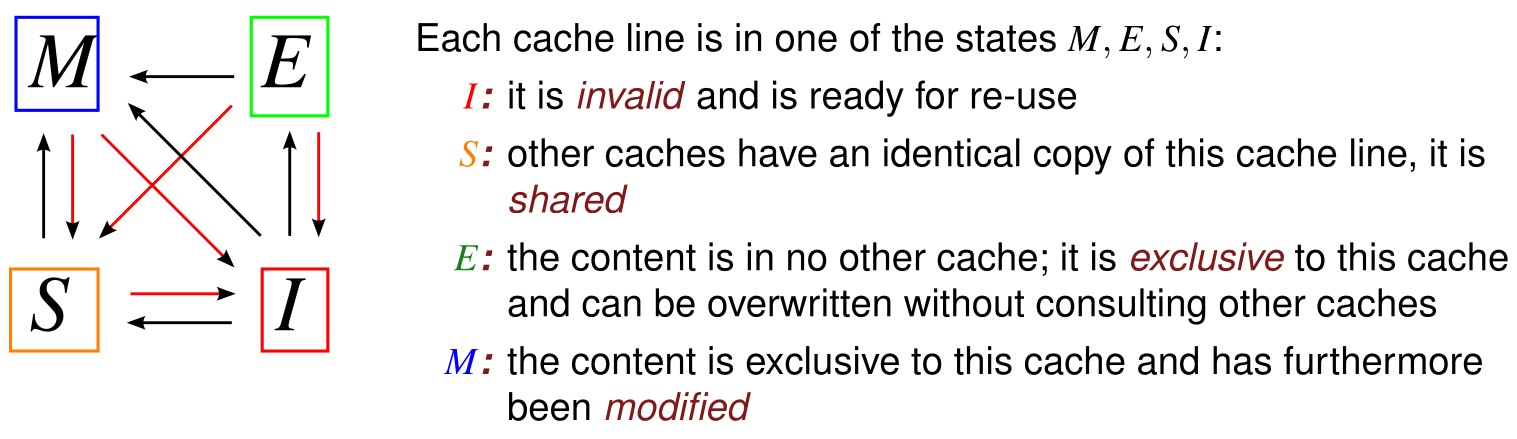 M E
S I
Each cache line is in one of the states M, E, S, I:
I: it is invalid and is ready for re-use
S: other caches have an identical copy of this cache line, it is
shared
E: the content is in no other cache; it is exclusive to this cache
and can be overwritten without consulting other caches
M: the content is exclusive to this cache and has furthermore
been modified